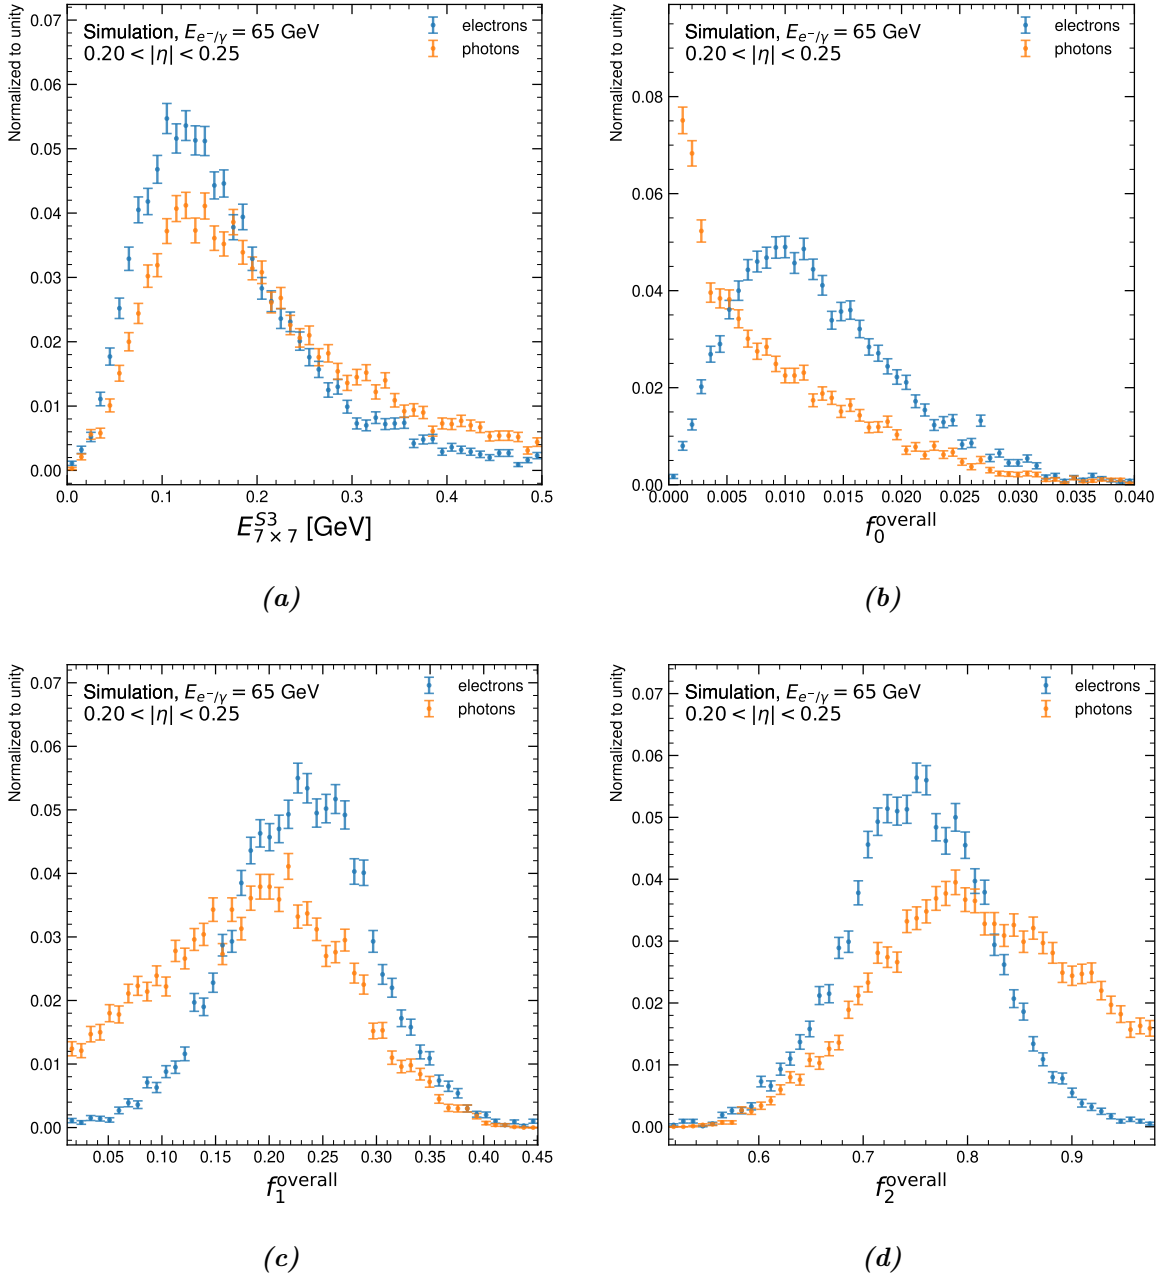 Normalized to unity
Simulation, E_{e⁻/γ} = 65 GeV
0.20 < |η| < 0.25
electrons
photons
0.07
0.06
0.05
0.04
0.03
0.02
0.01
0.00
0.0 0.1 0.2 0.3 0.4 0.5
E_{7×7}^{S3} [GeV]
(a)
Normalized to unity
Simulation, E_{e⁻/γ} = 65 GeV
0.20 < |η| < 0.25
electrons
photons
0.08
0.06
0.04
0.02
0.00
0.000 0.005 0.010 0.015 0.020 0.025 0.030 0.035 0.040
f_0^{overall}
(b)
Normalized to unity
Simulation, E_{e⁻/γ} = 65 GeV
0.20 < |η| < 0.25
electrons
photons
0.07
0.06
0.05
0.04
0.03
0.02
0.01
0.00
0.05 0.10 0.15 0.20 0.25 0.30 0.35 0.40 0.45
f_1^{overall}
(c)
Normalized to unity
Simulation, E_{e⁻/γ} = 65 GeV
0.20 < |η| < 0.25
electrons
photons
0.07
0.06
0.05
0.04
0.03
0.02
0.01
0.00
0.6 0.7 0.8 0.9
f_2^{overall}
(d)